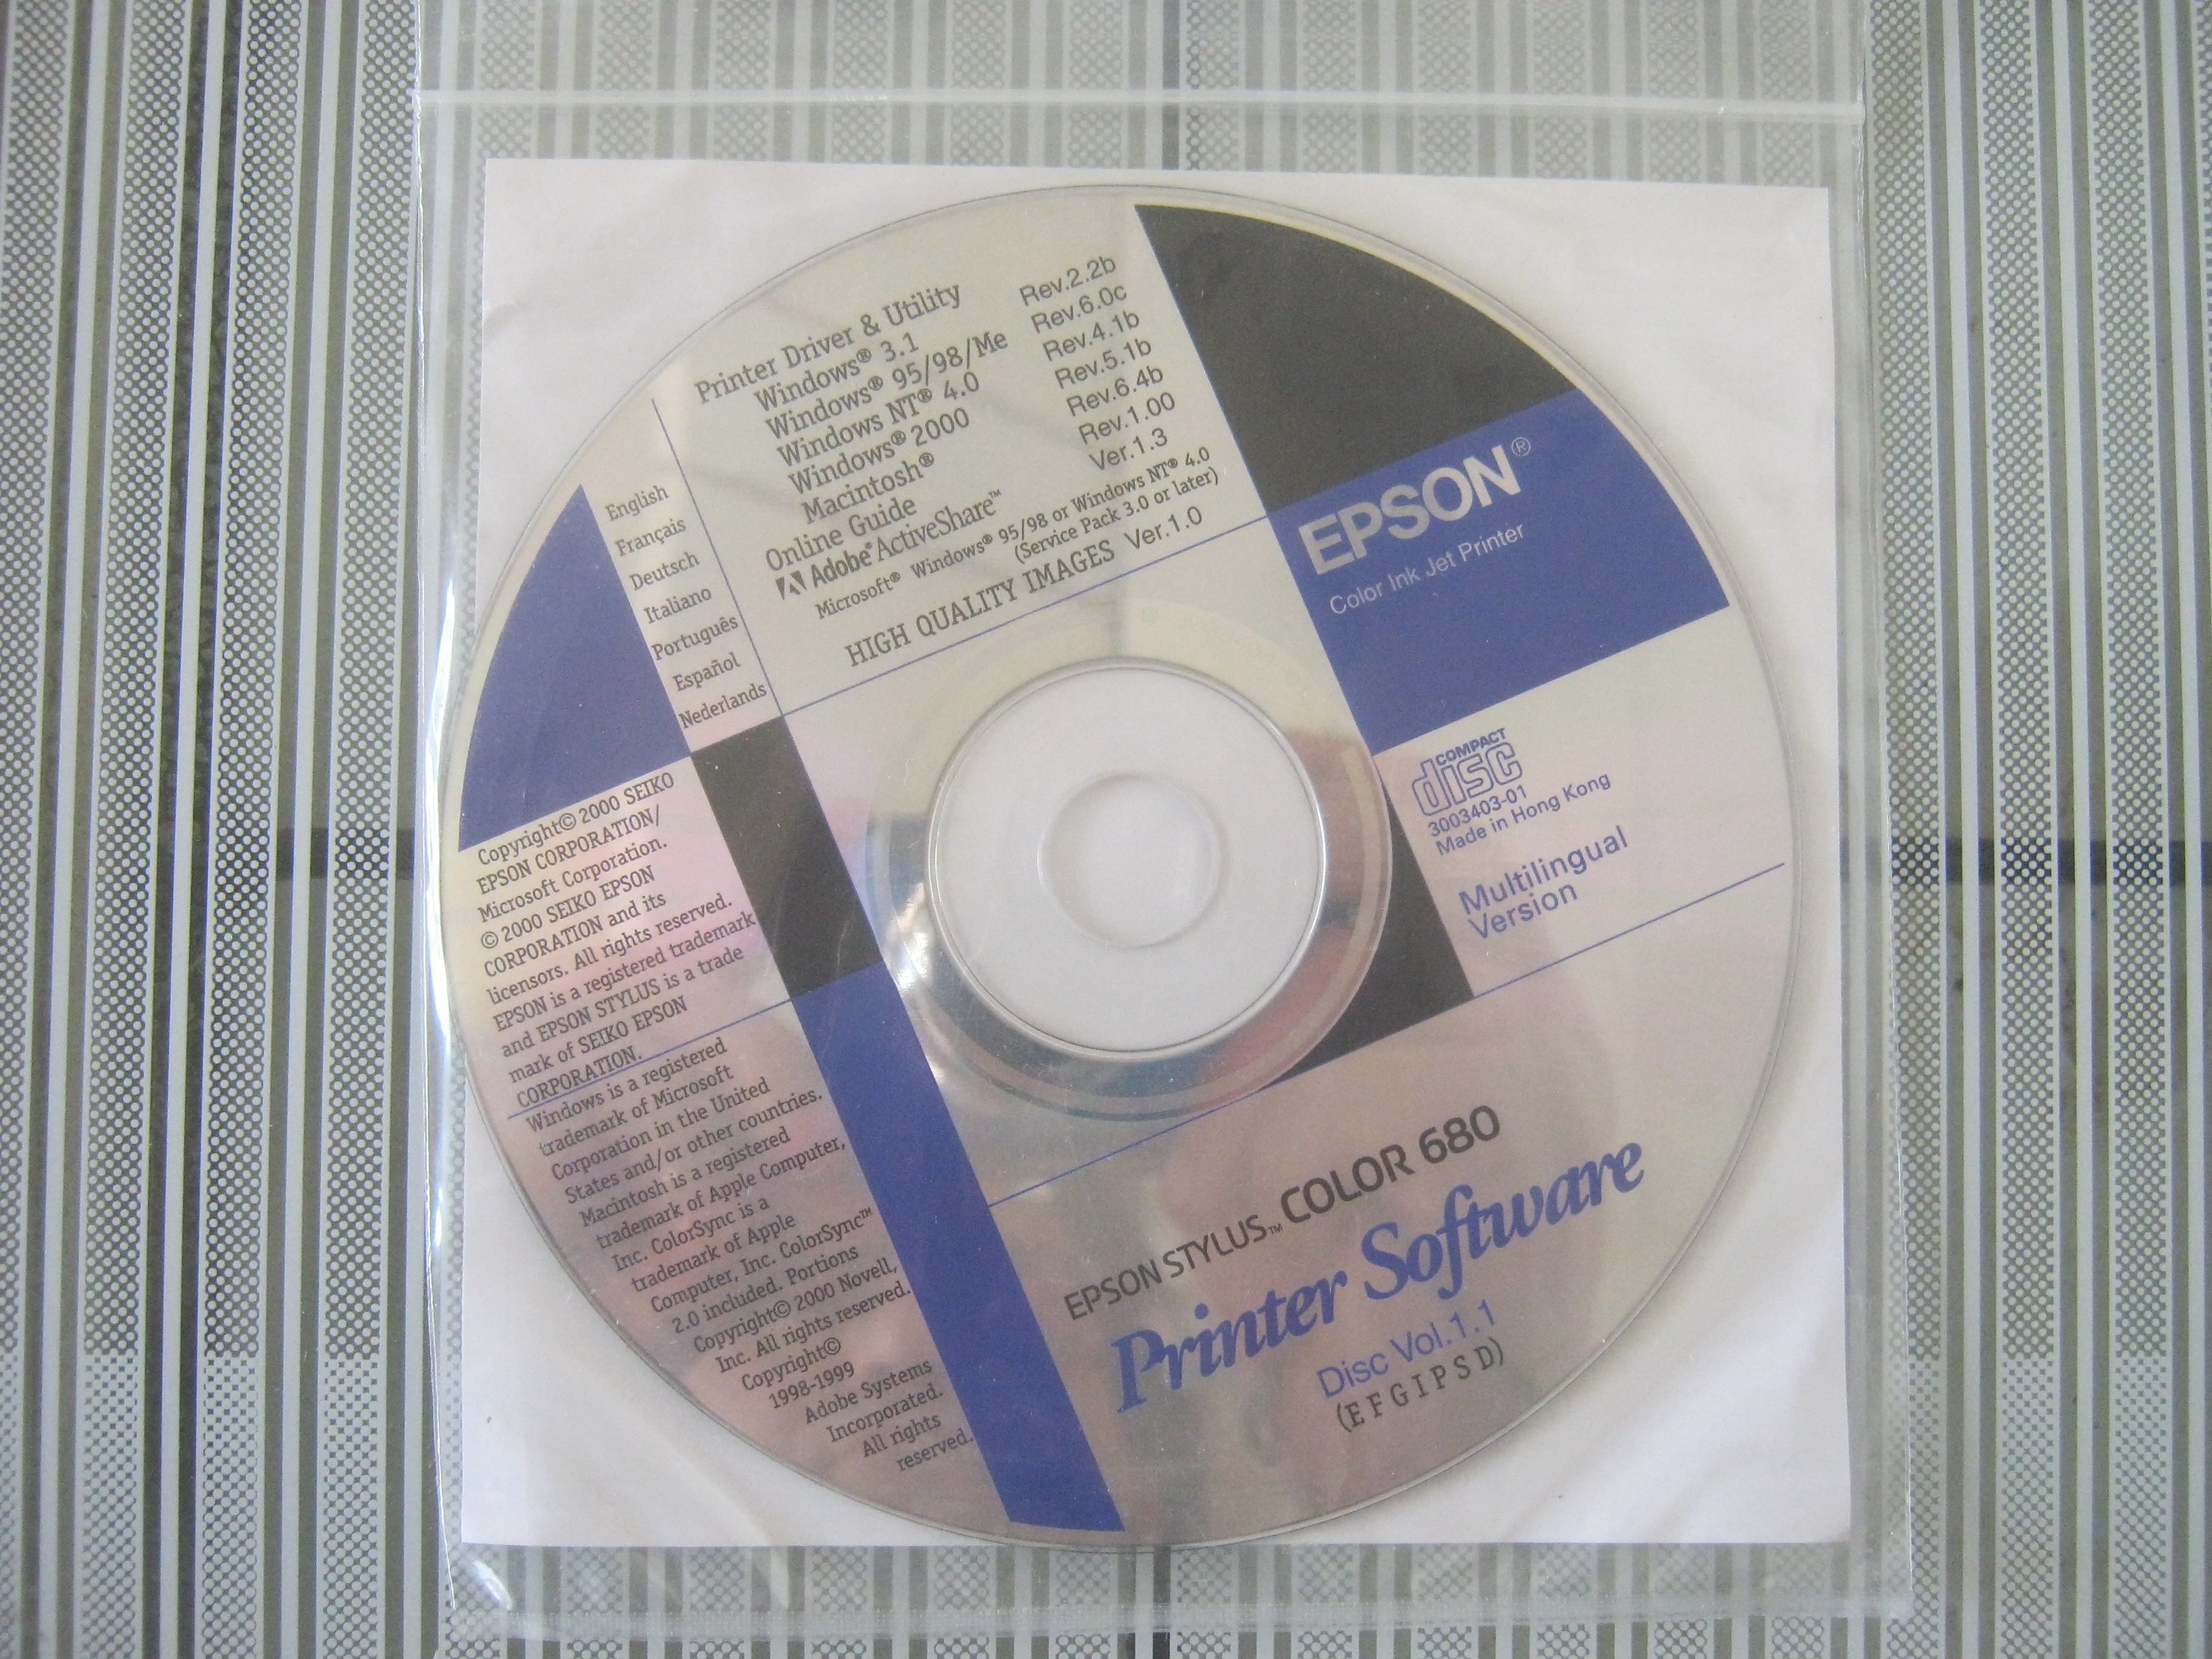 Printer Driver & Utility
Windows® 3.1 Rev.2.2b
Windows® 95/98/Me Rev.6.0c
Windows NT® 4.0 Rev.4.1b
Windows® 2000 Rev.5.1b
Macintosh® Rev.6.4b
Online Guide Rev.1.00
Adobe® ActiveShare™ Ver.1.3
Microsoft® Windows® 95/98 or Windows NT® 4.0
(Service Pack 3.0 or later)
HIGH QUALITY IMAGES Ver.1.0
English
Français
Deutsch
Italiano
Português
Español
Nederlands
EPSON®
Color Ink Jet Printer
COMPACT
disc
3003403-01
Made in Hong Kong
Multilingual
Version
Copyright© 2000 SEIKO
EPSON CORPORATION/
Microsoft Corporation.
© 2000 SEIKO EPSON
CORPORATION and its
licensors. All rights reserved.
EPSON is a registered trademark
and EPSON STYLUS is a trade
mark of SEIKO EPSON
CORPORATION.
Windows is a registered
trademark of Microsoft
Corporation in the United
States and/or other countries.
Macintosh is a registered
trademark of Apple Computer,
Inc. ColorSync is a
trademark of Apple
Computer, Inc. ColorSync™
2.0 included. Portions
Copyright© 2000 Novell,
Inc. All rights reserved.
Copyright©
1998-1999
Adobe Systems
Incorporated.
All rights
reserved.
EPSON STYLUS™ COLOR 680
Printer Software
Disc Vol.1.1
(E F G I P S D)